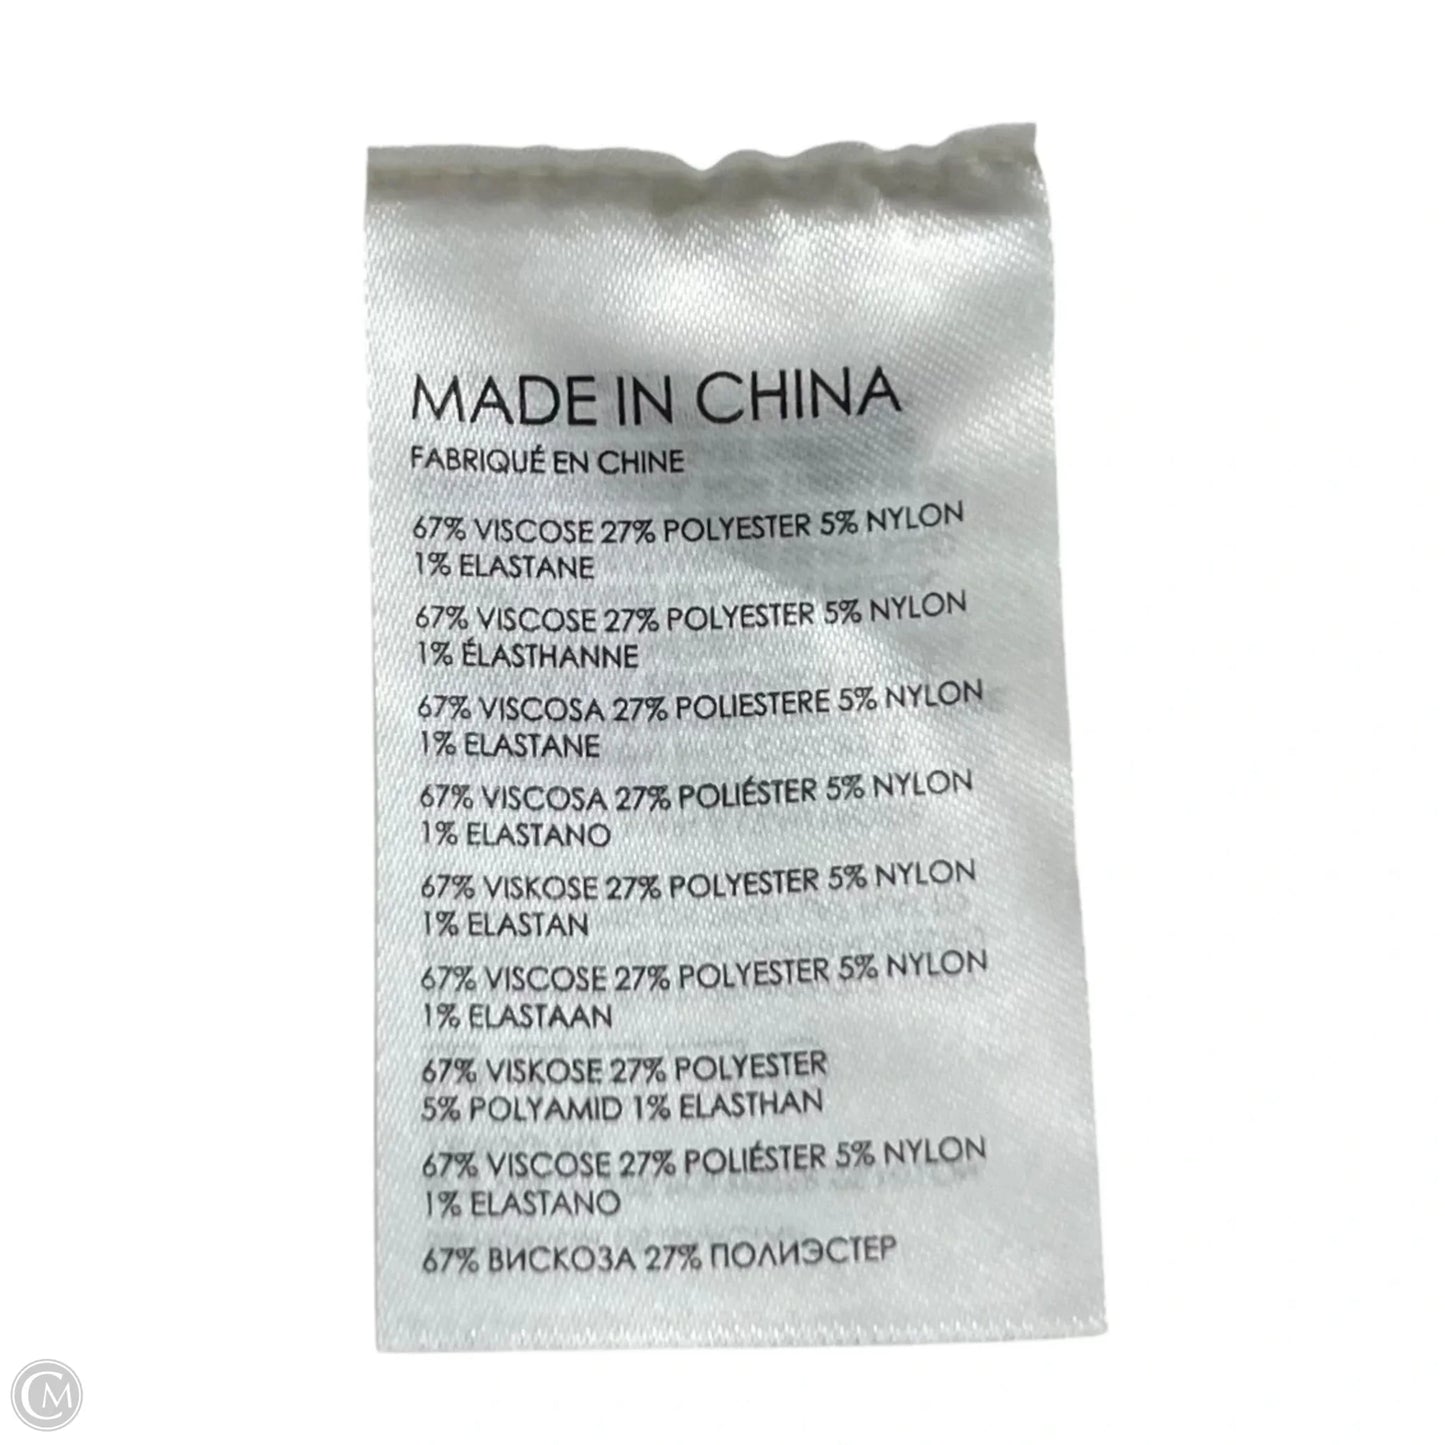 MADE IN CHINA
FABRIQUÉ EN CHINE
67% VISCOSE 27% POLYESTER 5% NYLON
1% ELASTANE
67% VISCOSE 27% POLYESTER 5% NYLON
1% ÉLASTHANNE
67% VISCOSA 27% POLIESTERE 5% NYLON
1% ELASTANE
67% VISCOSA 27% POLIÉSTER 5% NYLON
1% ELASTANO
67% VISKOSE 27% POLYESTER 5% NYLON
1% ELASTAN
67% VISCOSE 27% POLYESTER 5% NYLON
1% ELASTAAN
67% VISKOSE 27% POLYESTER
5% POLYAMID 1% ELASTHAN
67% VISCOSE 27% POLIÉSTER 5% NYLON
1% ELASTANO
67% ВИСКОЗА 27% ПОЛИЭСТЕР
CM